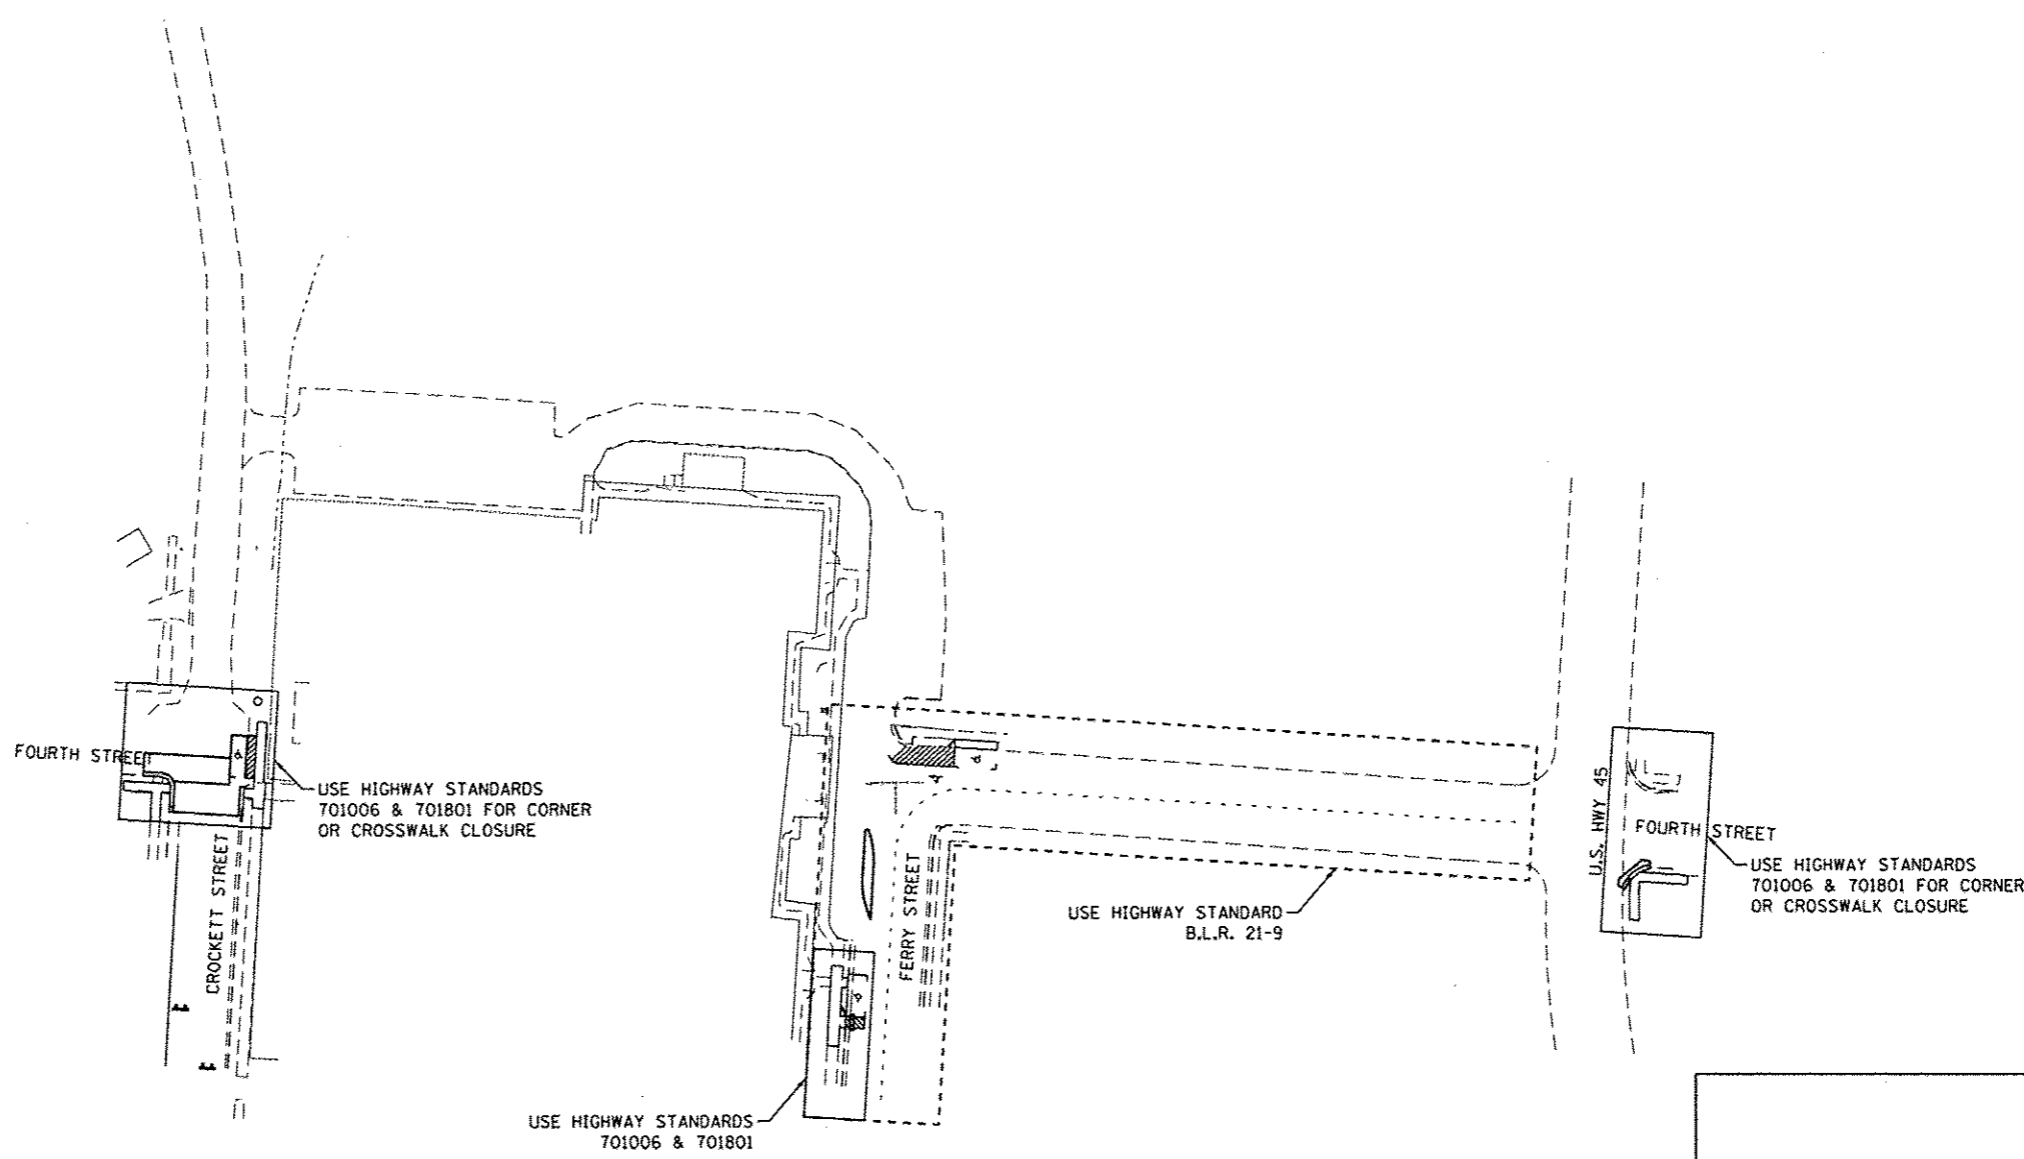 FOURTH STREET
USE HIGHWAY STANDARDS
701006 & 701801 FOR CORNER
OR CROSSWALK CLOSURE
CROCKETT STREET
FERRY STREET
USE HIGHWAY STANDARD
B.L.R. 21-9
U.S. HWY 45
FOURTH STREET
USE HIGHWAY STANDARDS
701006 & 701801 FOR CORNER
OR CROSSWALK CLOSURE
USE HIGHWAY STANDARDS
701006 & 701801